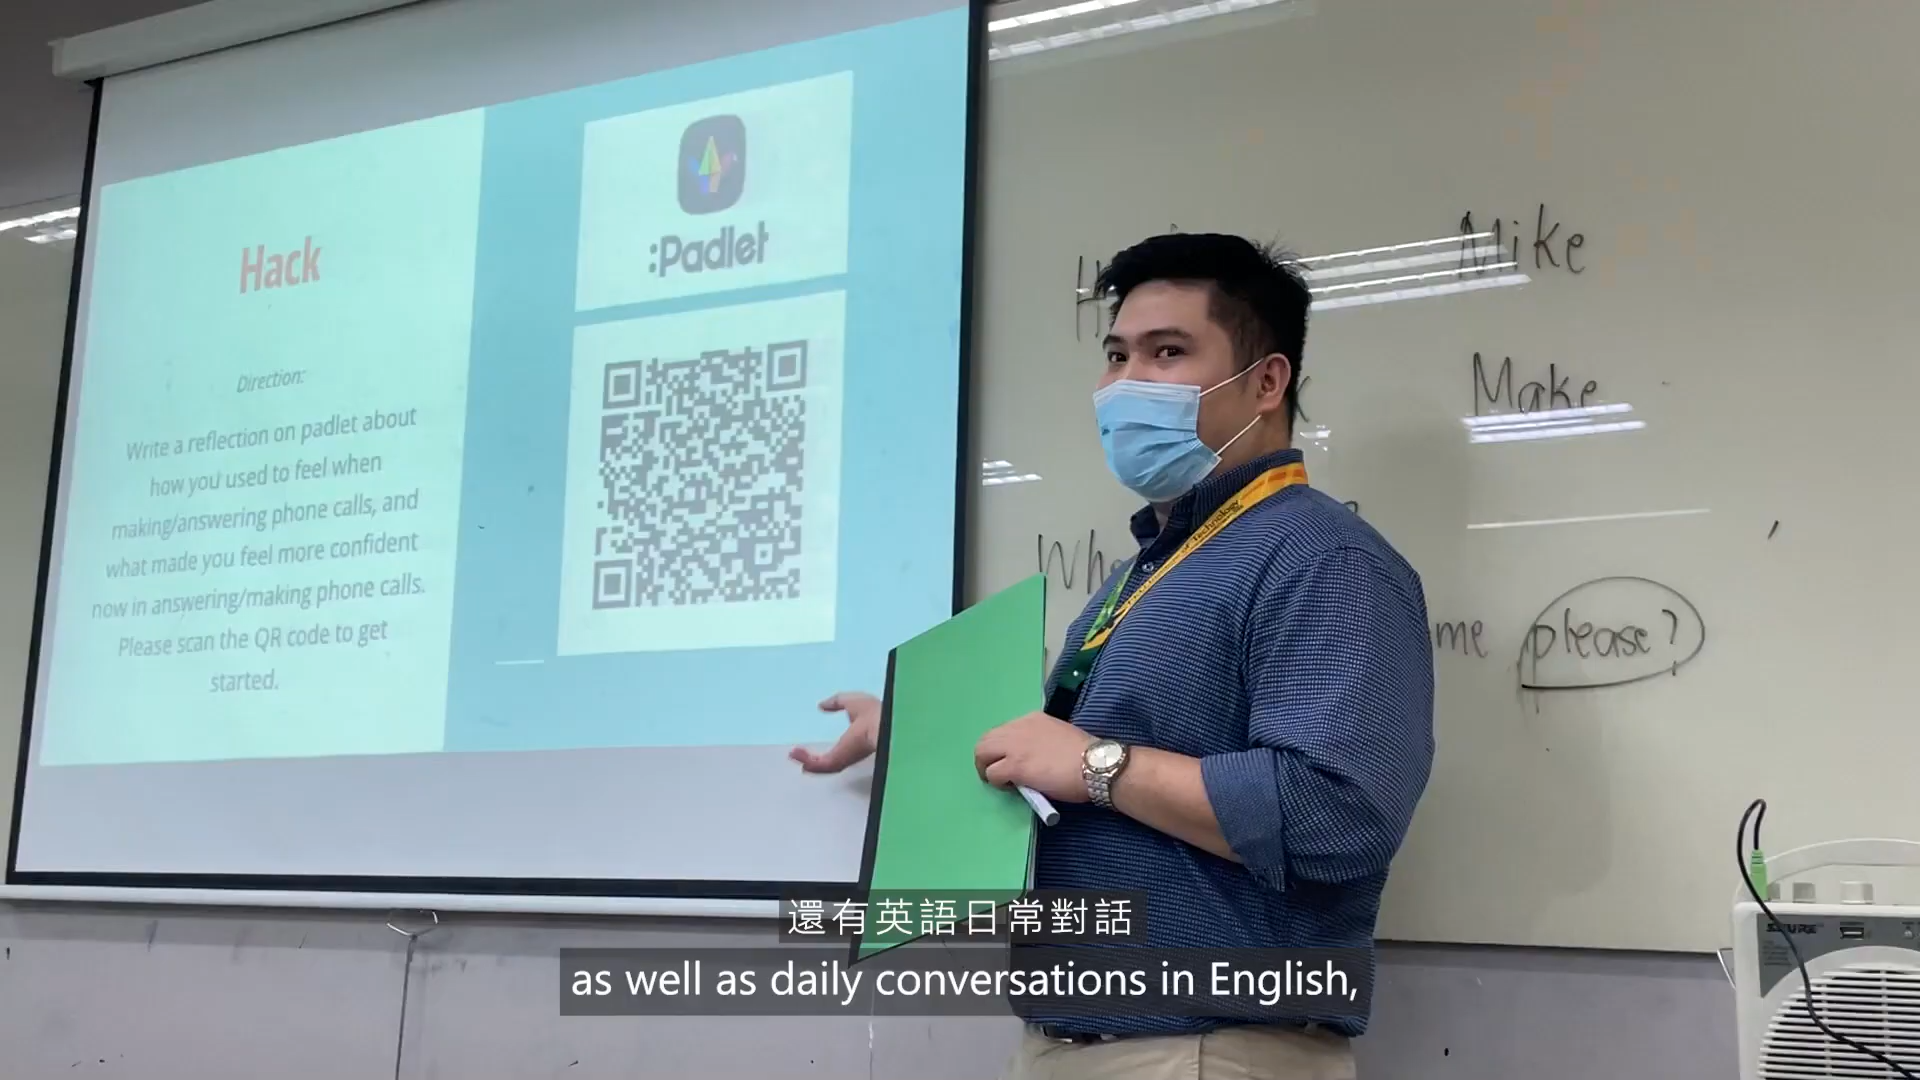 Hack
Direction:
Write a reflection on padlet about
how you used to feel when
making/answering phone calls, and
what made you feel more confident
now in answering/making phone calls.
Please scan the QR code to get
started.
:Padlet
Mike
Make
me please?
of Technology
SHURE
還有英語日常對話
as well as daily conversations in English,